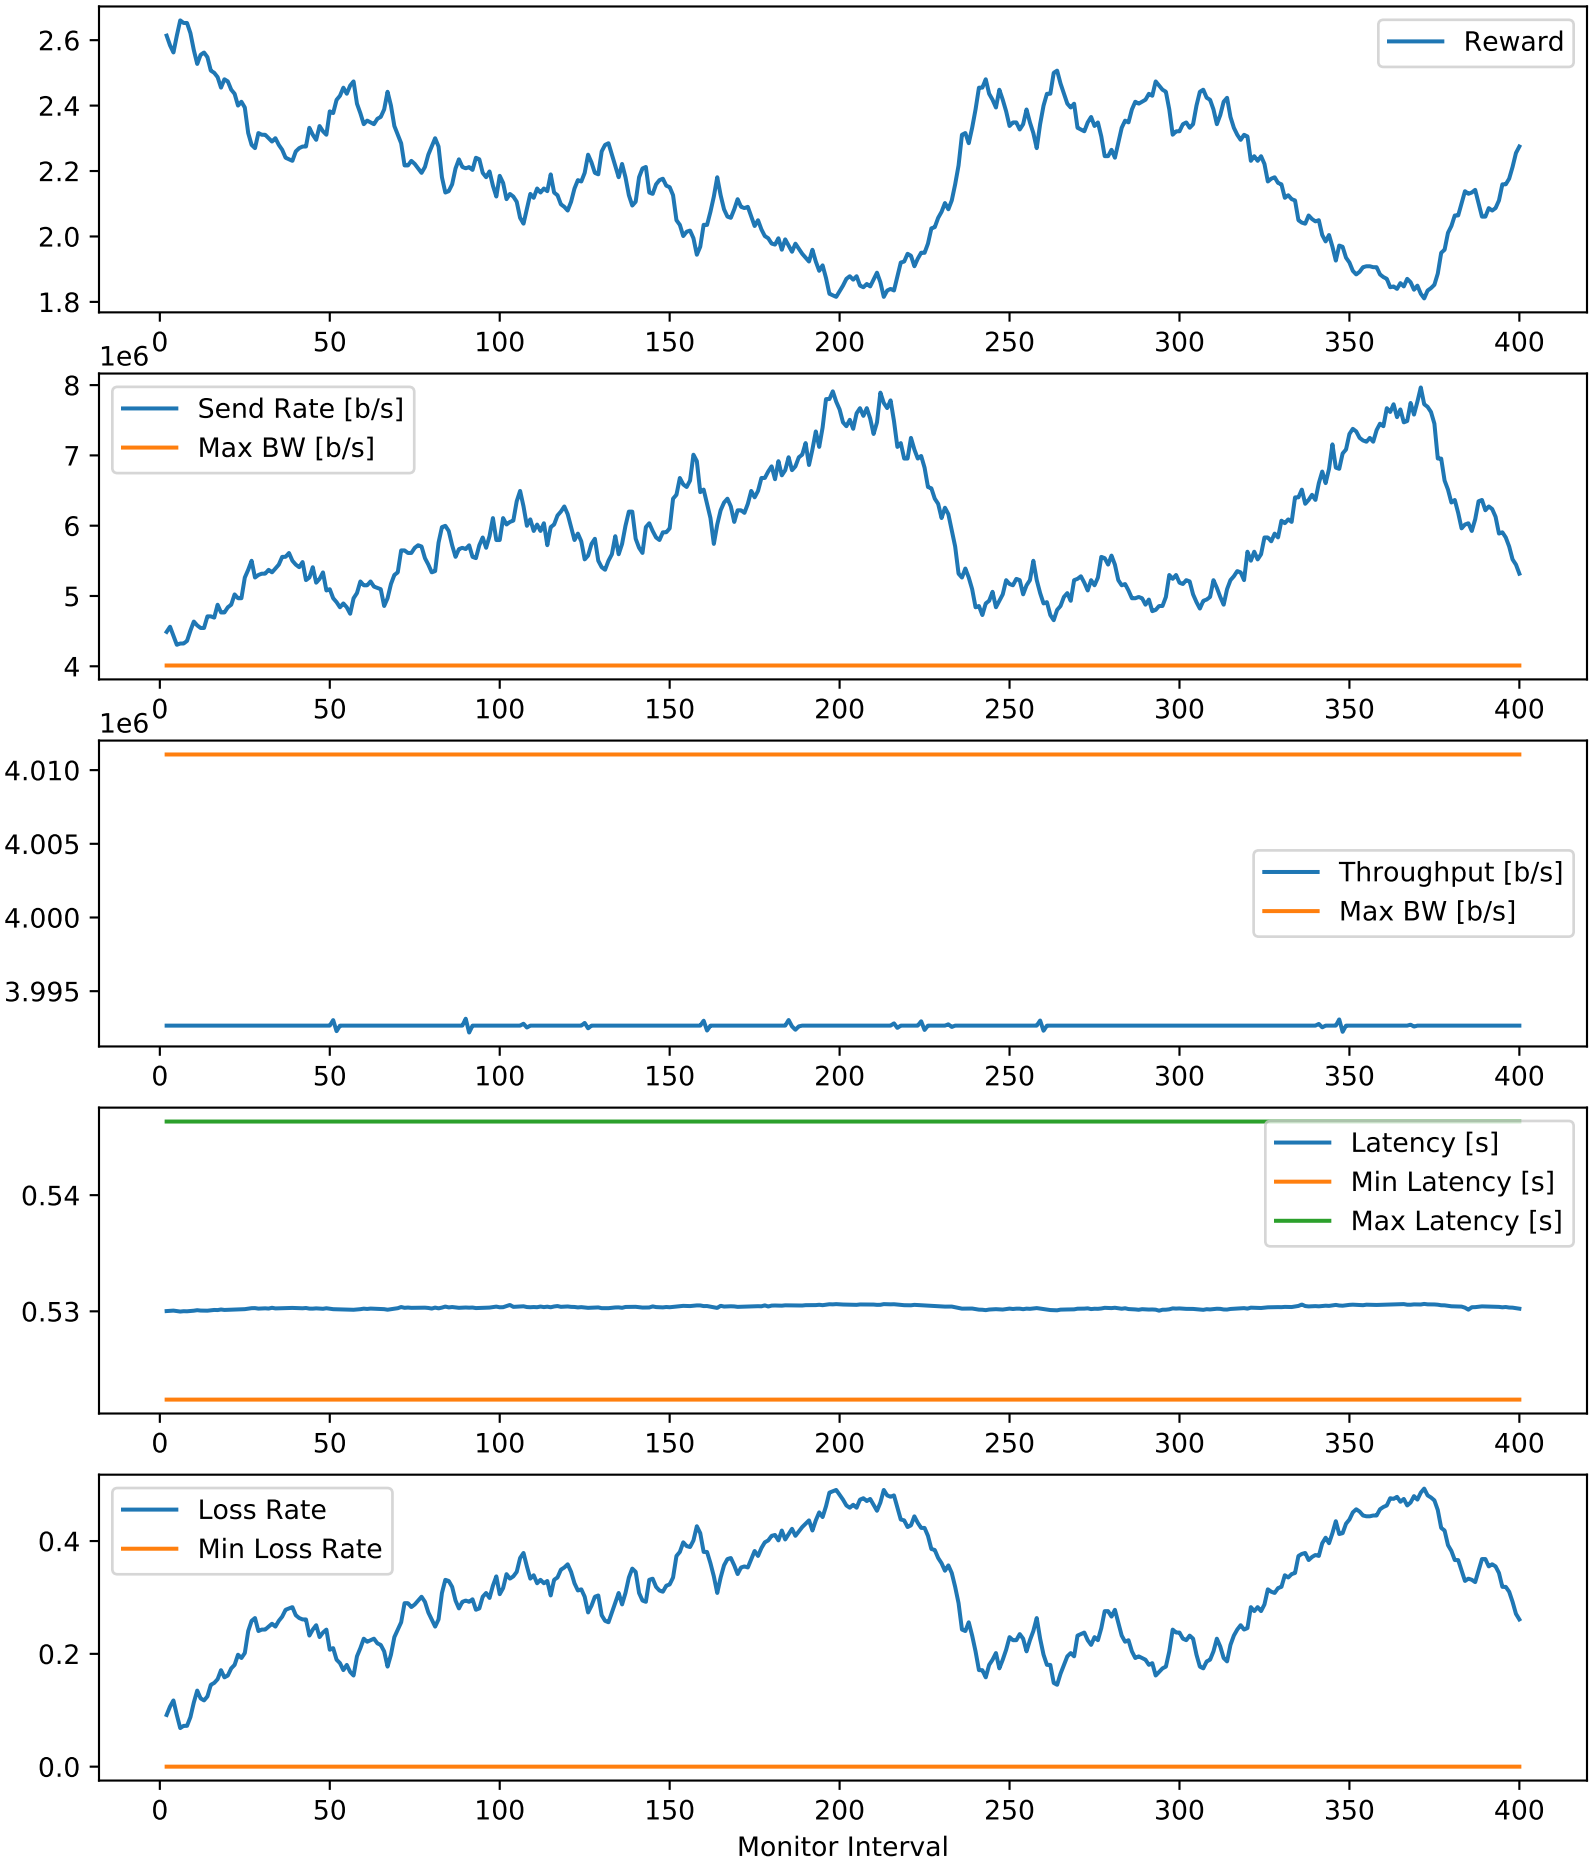 2.6
2.4
2.2
2.0
1.8
Reward
0 50 100 150 200 250 300 350 400
1e6
8
7
6
5
4
Send Rate [b/s]
Max BW [b/s]
0 50 100 150 200 250 300 350 400
1e6
4.010
4.005
4.000
3.995
Throughput [b/s]
Max BW [b/s]
0 50 100 150 200 250 300 350 400
0.54
0.53
Latency [s]
Min Latency [s]
Max Latency [s]
0 50 100 150 200 250 300 350 400
0.4
0.2
0.0
Loss Rate
Min Loss Rate
0 50 100 150 200 250 300 350 400
Monitor Interval